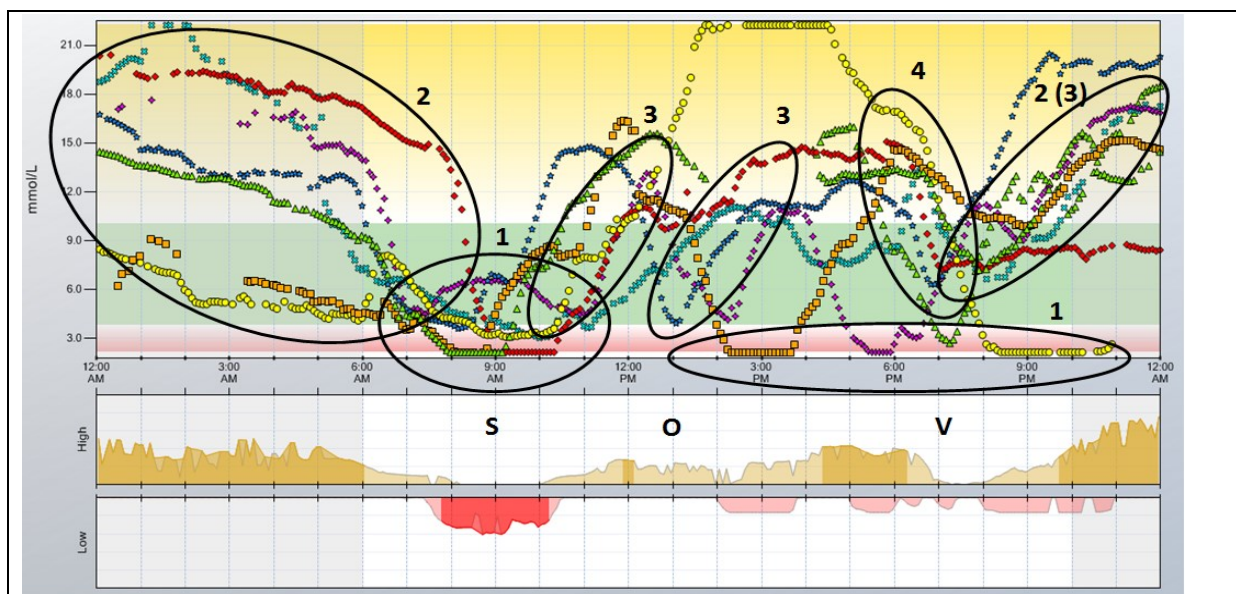 21.0
18.0
15.0
12.0
9.0
6.0
3.0
mmol/L
2
1
3
3
4
2 (3)
1
12:00 AM
3:00 AM
6:00 AM
9:00 AM
12:00 PM
3:00 PM
6:00 PM
9:00 PM
12:00 AM
High
S O V
Low